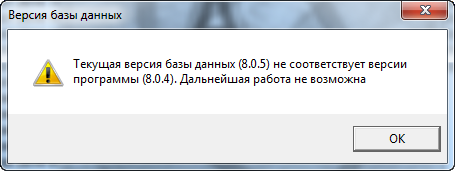 Версия базы данных
Текущая версия базы данных (8.0.5) не соответствует версии
программы (8.0.4). Дальнейшая работа не возможна
ОК